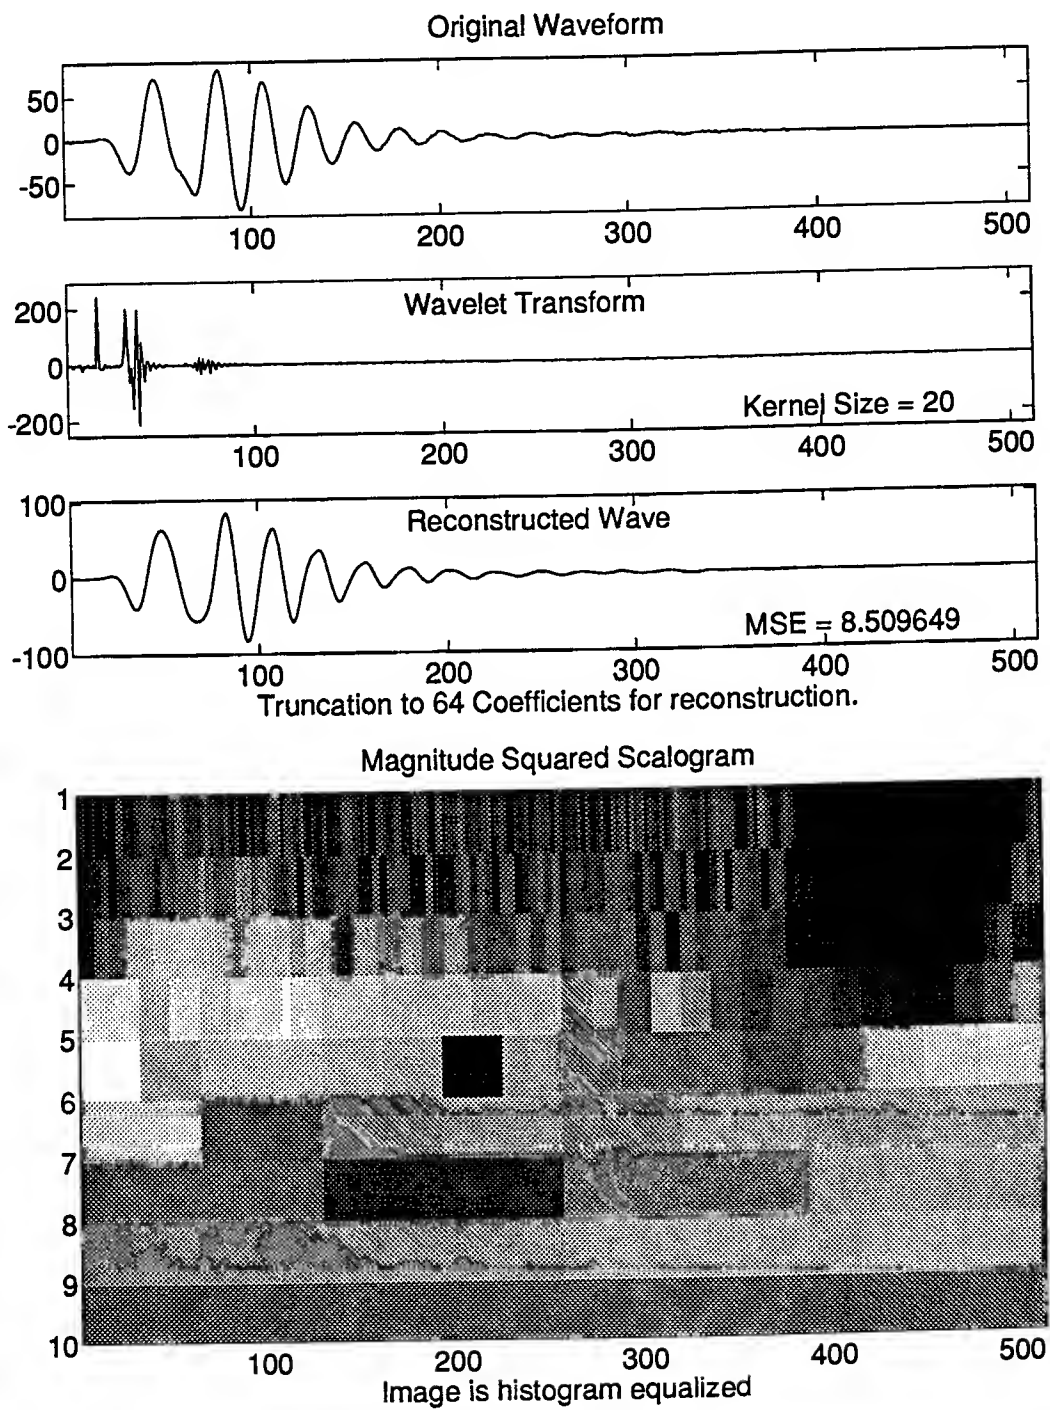 Original Waveform
50
0
-50
100 200 300 400 500
Wavelet Transform
200
0
-200
Kernel Size = 20
100 200 300 400 500
100
Reconstructed Wave
0
MSE = 8.509649
-100
100 200 300 400 500
Truncation to 64 Coefficients for reconstruction.
Magnitude Squared Scalogram
1
2
3
4
5
6
7
8
9
10
100 200 300 400 500
Image is histogram equalized